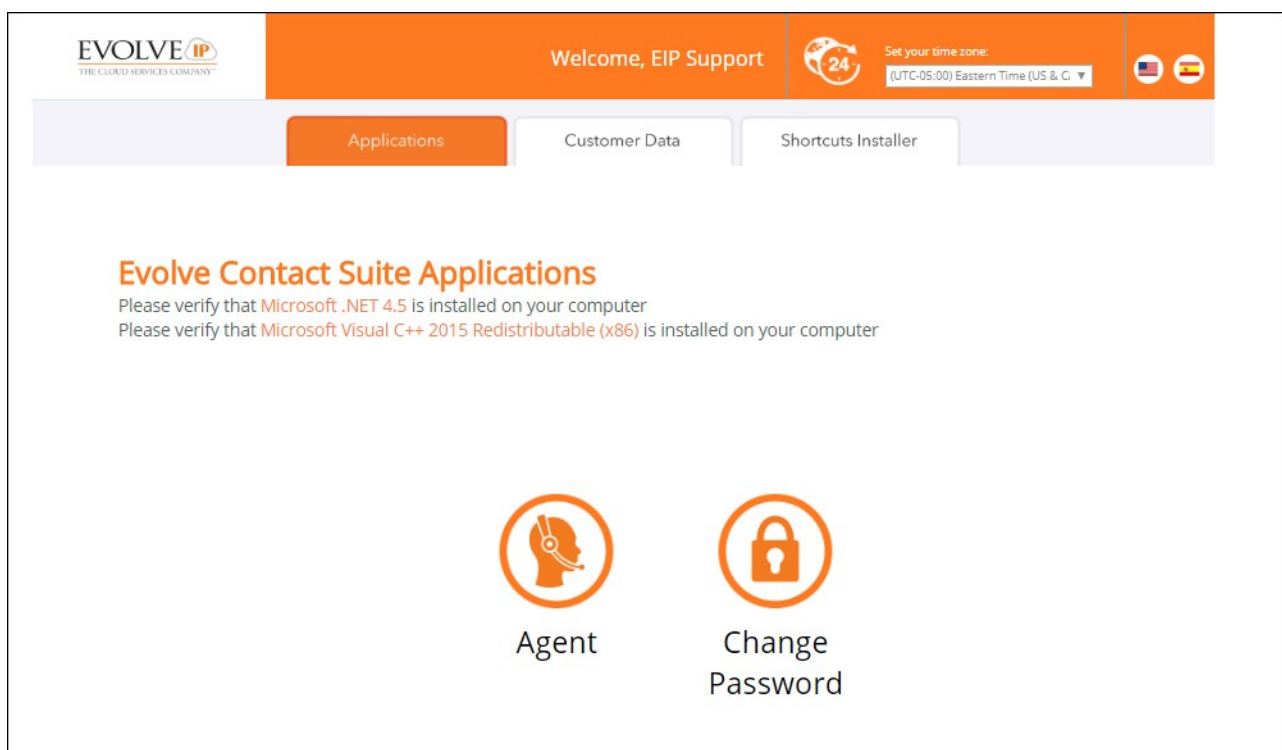 EVOLVE IP
THE CLOUD SERVICES COMPANY™
Welcome, EIP Support
24
Set your time zone:
(UTC-05:00) Eastern Time (US & C
Applications
Customer Data
Shortcuts Installer
Evolve Contact Suite Applications
Please verify that Microsoft .NET 4.5 is installed on your computer
Please verify that Microsoft Visual C++ 2015 Redistributable (x86) is installed on your computer
Agent
Change
Password